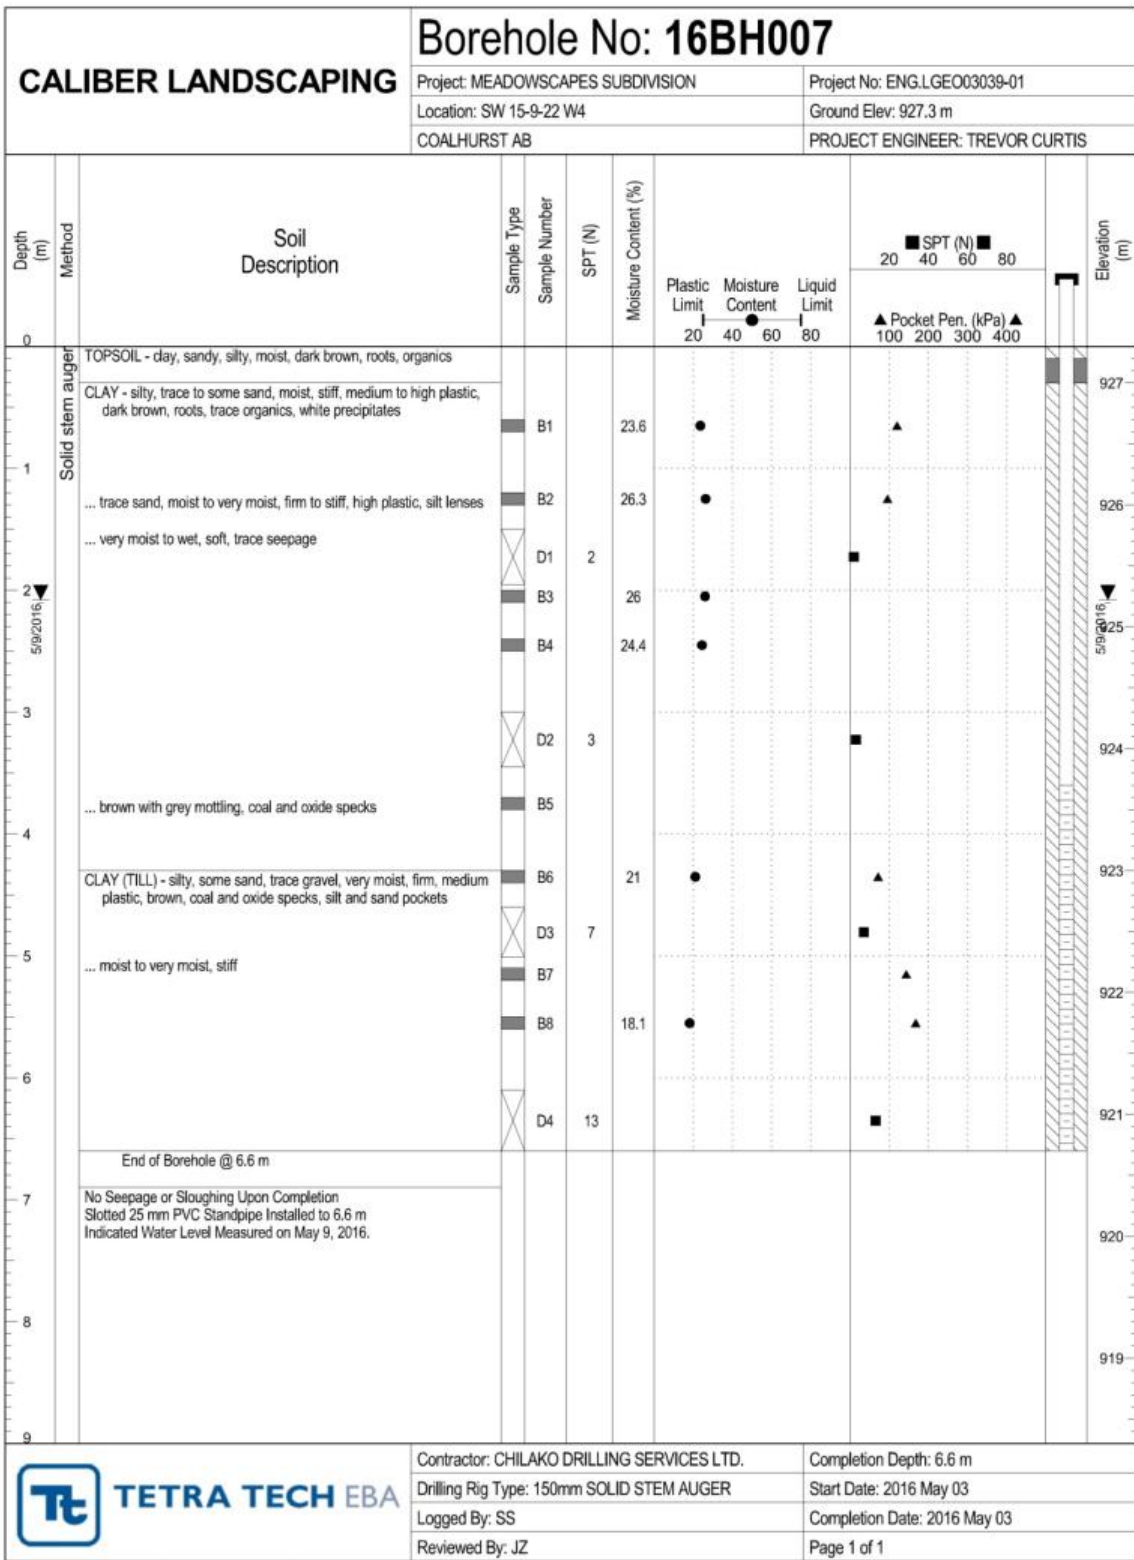 CALIBER LANDSCAPING
Borehole No: 16BH007
Project: MEADOWSCAPES SUBDIVISION
Project No: ENG.LGEO03039-01
Location: SW 15-9-22 W4
Ground Elev: 927.3 m
COALHURST AB
PROJECT ENGINEER: TREVOR CURTIS
Depth
(m)
Method
Soil
Description
Sample Type
Sample Number
SPT (N)
Moisture Content (%)
Plastic
Limit
Moisture
Content
Liquid
Limit
20 40 60 80
■ SPT (N) ■
20 40 60 80
▲ Pocket Pen. (kPa) ▲
100 200 300 400
Elevation
(m)
0
Solid stem auger
TOPSOIL - clay, sandy, silty, moist, dark brown, roots, organics
927
CLAY - silty, trace to some sand, moist, stiff, medium to high plastic,
dark brown, roots, trace organics, white precipitates
B1 23.6
1
... trace sand, moist to very moist, firm to stiff, high plastic, silt lenses
B2 26.3
926
... very moist to wet, soft, trace seepage
D1 2
2
5/9/2016
B3 26
5/9/2016
925
B4 24.4
3
D2 3
924
... brown with grey mottling, coal and oxide specks
B5
4
CLAY (TILL) - silty, some sand, trace gravel, very moist, firm, medium
plastic, brown, coal and oxide specks, silt and sand pockets
B6 21
923
D3 7
5
... moist to very moist, stiff
B7
922
B8 18.1
6
D4 13
921
End of Borehole @ 6.6 m
7
No Seepage or Sloughing Upon Completion
Slotted 25 mm PVC Standpipe Installed to 6.6 m
Indicated Water Level Measured on May 9, 2016.
920
8
919
9
Tt TETRA TECH EBA
Contractor: CHILAKO DRILLING SERVICES LTD.
Completion Depth: 6.6 m
Drilling Rig Type: 150mm SOLID STEM AUGER
Start Date: 2016 May 03
Logged By: SS
Completion Date: 2016 May 03
Reviewed By: JZ
Page 1 of 1